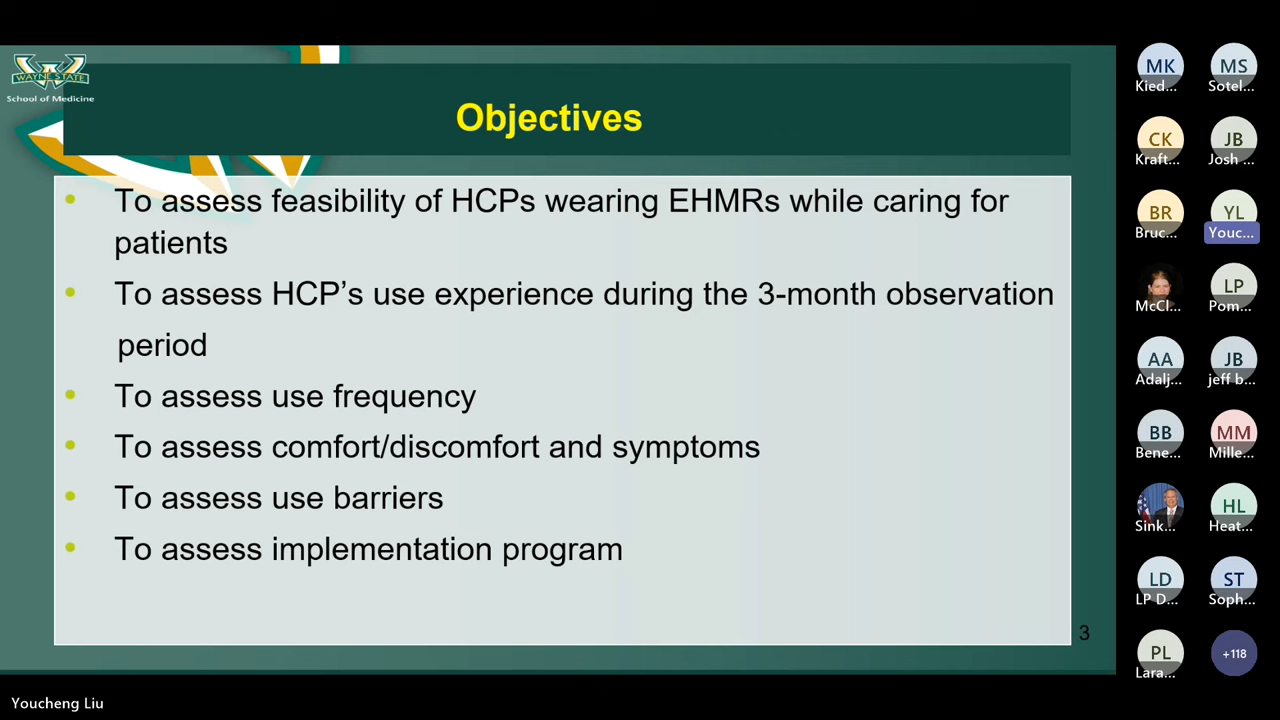 WAYNE STATE
School of Medicine
Objectives
To assess feasibility of HCPs wearing EHMRs while caring for
patients
To assess HCP’s use experience during the 3-month observation
period
To assess use frequency
To assess comfort/discomfort and symptoms
To assess use barriers
To assess implementation program
3
MK MS
Kied... Sotel...
CK JB
Kraft... Josh ...
BR YL
Bruc... Youc...
LP
McCl... Pom...
AA JB
Adalj... jeff b...
BB MM
Bene... Mille...
HL
Sink... Heat...
LD ST
LP D... Soph...
PL +118
Lara...
Youcheng Liu